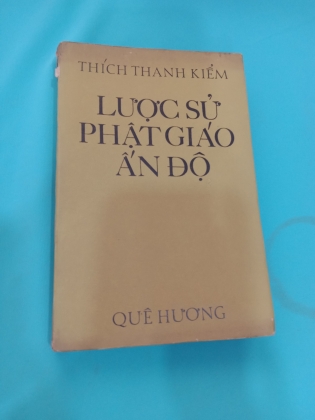 THÍCH THANH KIỂM
LƯỢC SỬ
PHẬT GIÁO
ẤN ĐỘ
QUÊ HƯƠNG